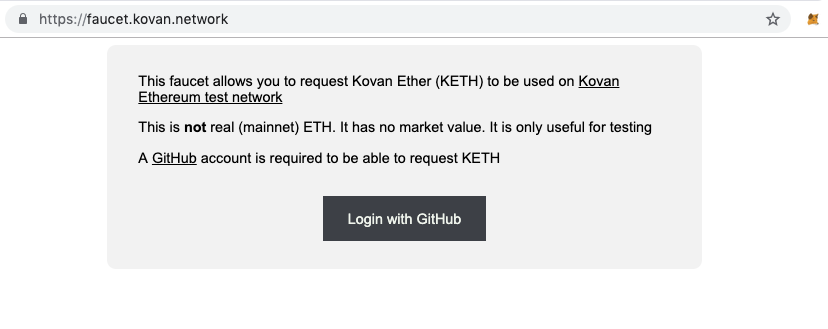 https://faucet.kovan.network
This faucet allows you to request Kovan Ether (KETH) to be used on Kovan
Ethereum test network
This is not real (mainnet) ETH. It has no market value. It is only useful for testing
A GitHub account is required to be able to request KETH
Login with GitHub